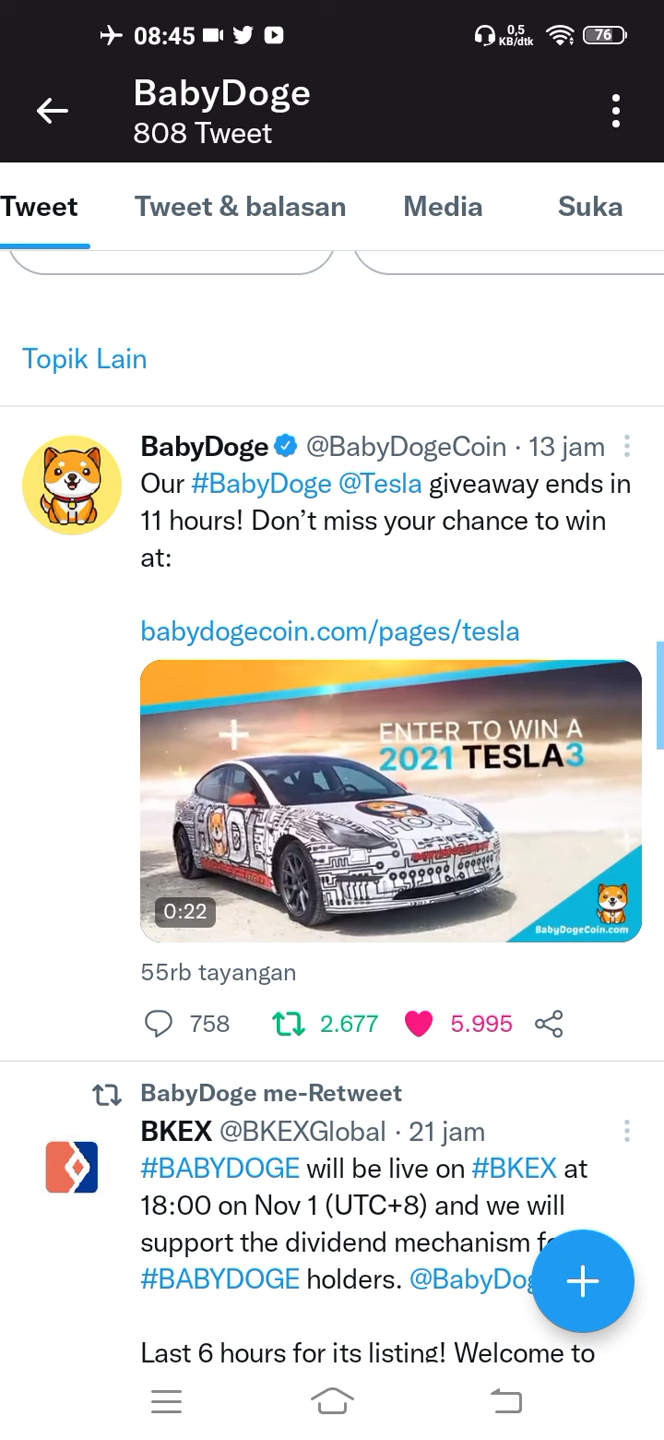 08:45
0,5
KB/dtk
76
BabyDoge
808 Tweet
Tweet
Tweet & balasan
Media
Suka
Topik Lain
BabyDoge @BabyDogeCoin · 13 jam
Our #BabyDoge @Tesla giveaway ends in
11 hours! Don't miss your chance to win
at:
babydogecoin.com/pages/tesla
ENTER TO WIN A
2021 TESLA3
HODL
HODL
0:22
BabyDogeCoin.com
55rb tayangan
758
2.677
5.995
BabyDoge me-Retweet
BKEX @BKEXGlobal · 21 jam
#BABYDOGE will be live on #BKEX at
18:00 on Nov 1 (UTC+8) and we will
support the dividend mechanism
#BABYDOGE holders.
Last 6 hours for its listing! Welcome to